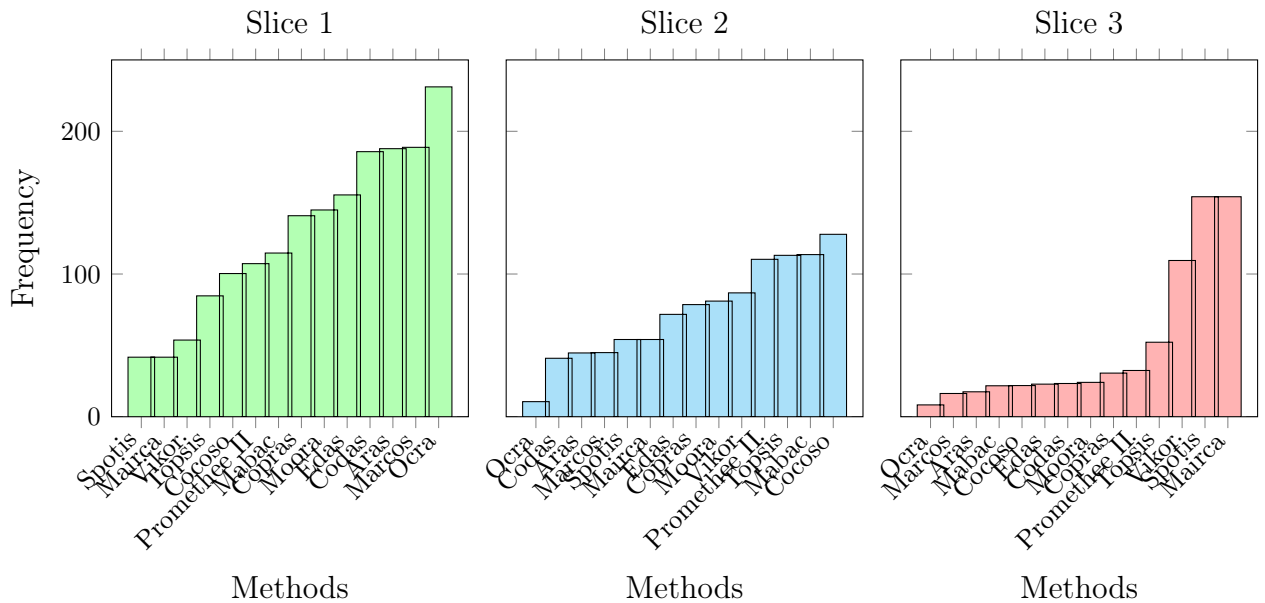 Slice 1
Slice 2
Slice 3
Frequency
200
100
0
Spotis
Mairca
Vikor.
Topsis
Cocoso
Promethee II
Mabac
Copras
Moora
Edas
Codas
Aras
Marcos
Ocra
Methods
Ocra
Codas
Aras
Marcos.
Spotis
Mairca
Edas
Copras
Moora
Vikor
Promethee II.
Topsis
Mabac
Cocoso
Methods
Ocra
Marcos
Aras
Mabac
Cocoso
Edas
Codas
Moora
Copras
Promethee II.
Topsis
Vikor.
Spotis
Mairca
Methods